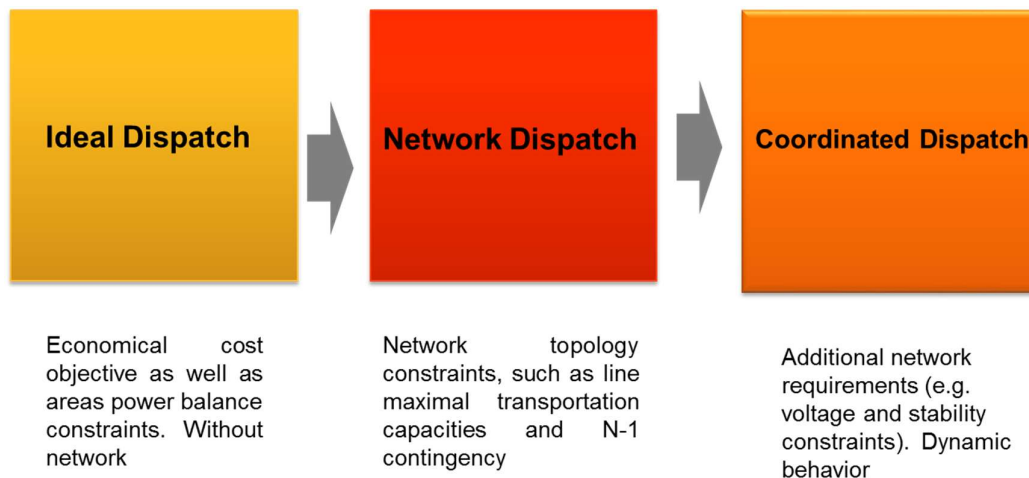 Ideal Dispatch
Network Dispatch
Coordinated Dispatch
Economical cost
objective as well as
areas power balance
constraints. Without
network
Network topology
constraints, such as line
maximal transportation
capacities and N-1
contingency
Additional network
requirements (e.g.
voltage and stability
constraints). Dynamic
behavior